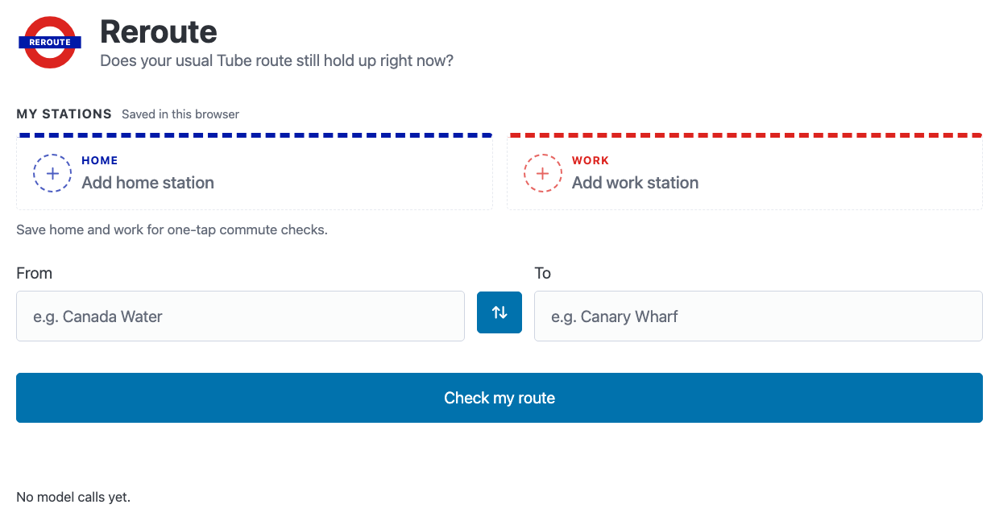 REROUTE
Reroute
Does your usual Tube route still hold up right now?
MY STATIONS Saved in this browser
HOME
Add home station
WORK
Add work station
Save home and work for one-tap commute checks.
From
e.g. Canada Water
To
e.g. Canary Wharf
Check my route
No model calls yet.